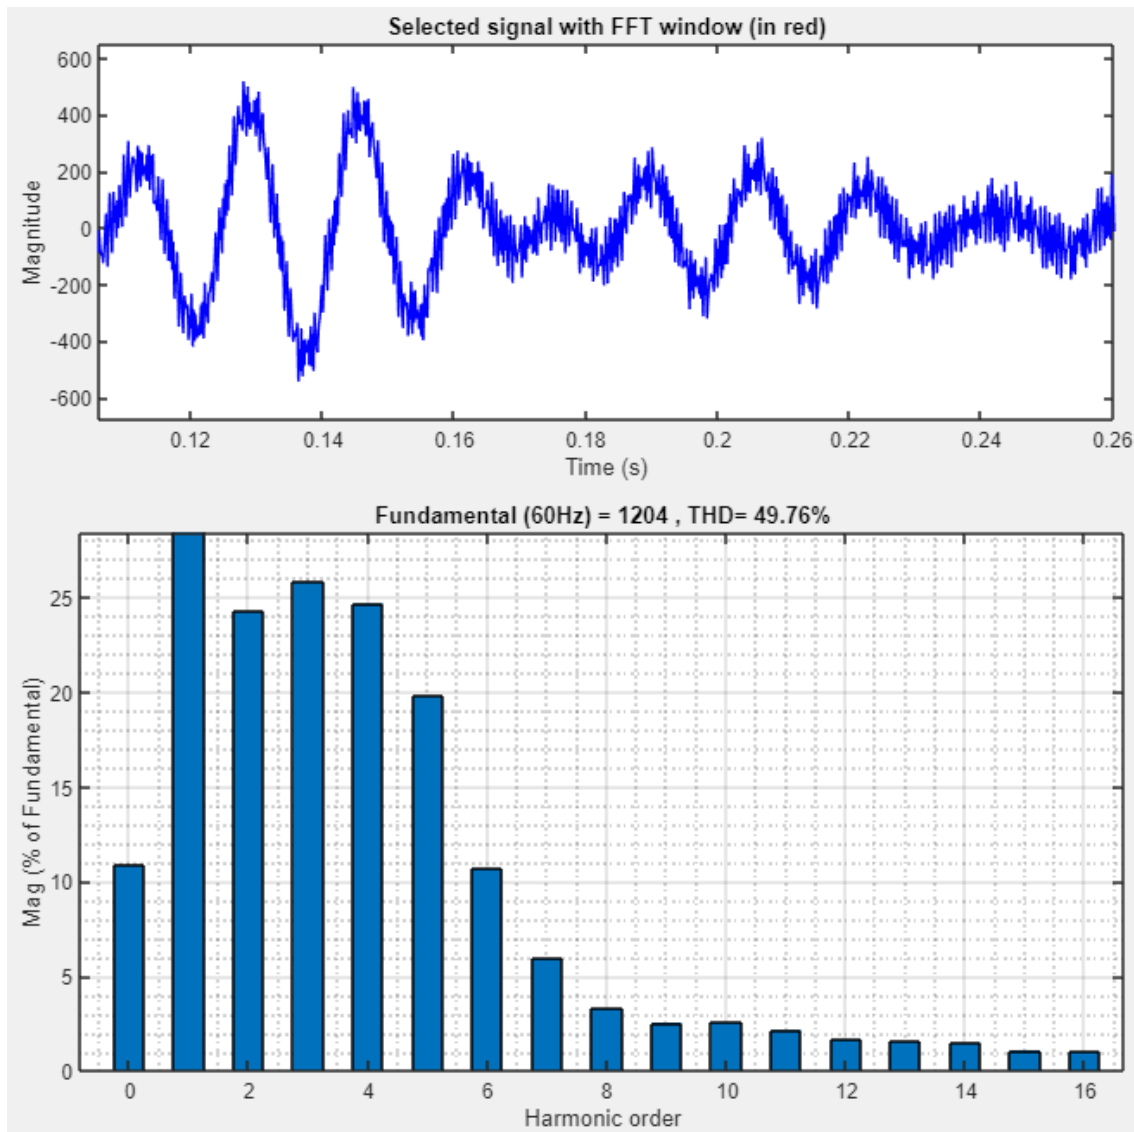 Selected signal with FFT window (in red)
600
400
200
0
-200
-400
-600
Magnitude
0.12 0.14 0.16 0.18 0.2 0.22 0.24 0.26
Time (s)
Fundamental (60Hz) = 1204 , THD= 49.76%
25
20
15
10
5
0
Mag (% of Fundamental)
0 2 4 6 8 10 12 14 16
Harmonic order